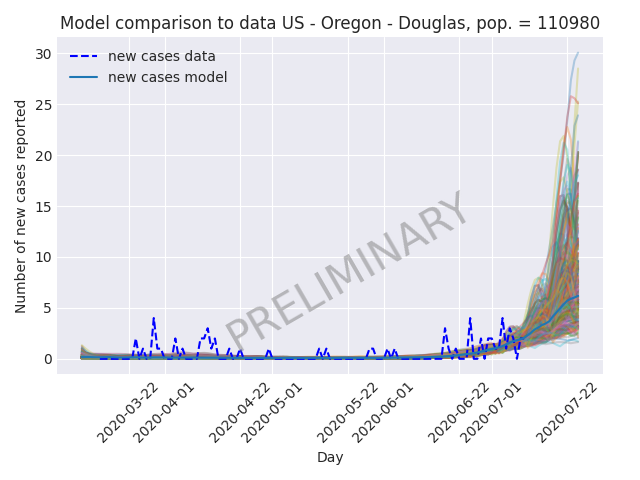 Model comparison to data US - Oregon - Douglas, pop. = 110980
new cases data
new cases model
Number of new cases reported
30
25
20
15
10
5
0
PRELIMINARY
2020-03-22
2020-04-01
2020-04-22
2020-05-01
2020-05-22
2020-06-01
2020-06-22
2020-07-01
2020-07-22
Day